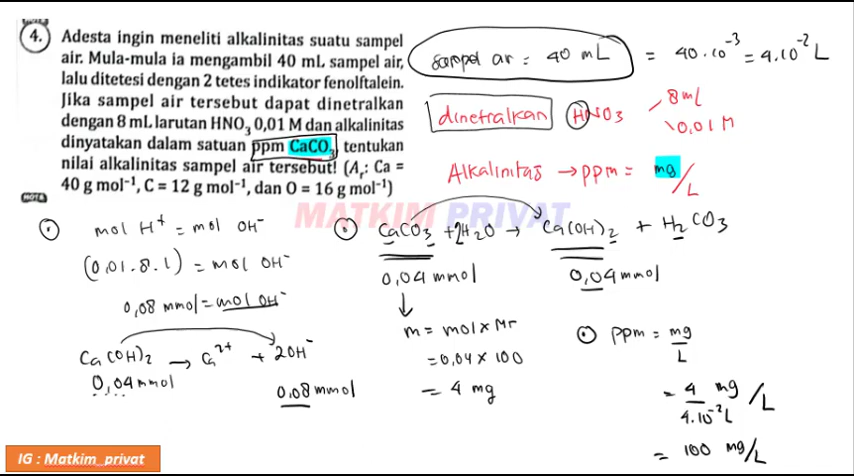 4. Adesta ingin meneliti alkalinitas suatu sampel
air. Mula-mula ia mengambil 40 mL sampel air,
lalu ditetesi dengan 2 tetes indikator fenolftalein.
Jika sampel air tersebut dapat dinetralkan
dengan 8 mL larutan HNO₃ 0,01 M dan alkalinitas
dinyatakan dalam satuan ppm CaCO₃, tentukan
nilai alkalinitas sampel air tersebut! (Aᵣ: Ca =
40 g mol⁻¹, C = 12 g mol⁻¹, dan O = 16 g mol⁻¹)
NOTE
sampel air = 40 mL = 40.10⁻³ = 4.10⁻² L
dinetralkan HNO₃ 8 mL
0,01 M
Alkalinitas → ppm = mg/L
MATKIM PRIVAT
mol H⁺ = mol OH⁻
(0,01.8.1) = mol OH⁻
0,08 mmol = mol OH⁻
Ca(OH)₂ → Ca²⁺ + 2OH⁻
0,04 mmol 0,08 mmol
CaCO₃ + 2H₂O → Ca(OH)₂ + H₂CO₃
0,04 mmol 0,04 mmol
m = mol x Mr
= 0,04 x 100
= 4 mg
ppm = mg/L
= 4/4.10⁻²L mg/L
= 100 mg/L
IG : Matkim_privat